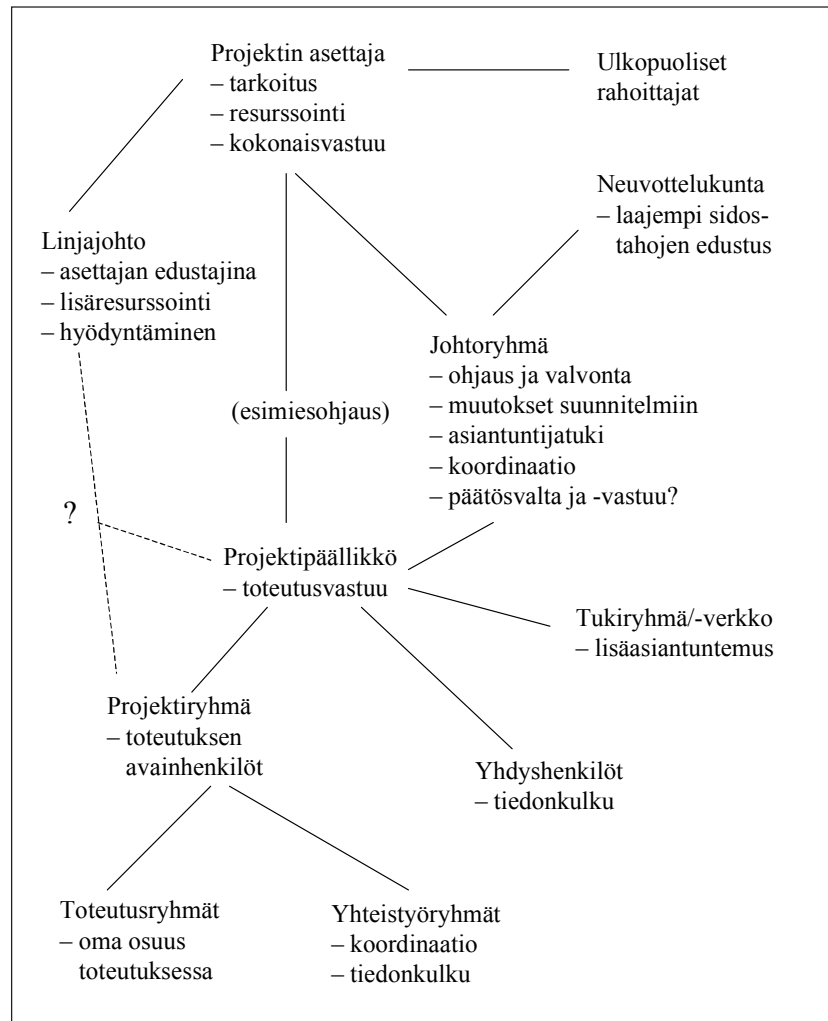 Projektin asettaja
– tarkoitus
– resurssointi
– kokonaisvastuu
Ulkopuoliset
rahoittajat
Neuvottelukunta
– laajempi sidos-
tahojen edustus
Linjajohto
– asettajan edustajina
– lisäresurssointi
– hyödyntäminen
Johtoryhmä
– ohjaus ja valvonta
– muutokset suunnitelmiin
– asiantuntijatuki
– koordinaatio
– päätösvalta ja -vastuu?
(esimiesohjaus)
?
Projektipäällikkö
– toteutusvastuu
Tukiryhmä/-verkko
– lisäasiantuntemus
Projektiryhmä
– toteutuksen
avainhenkilöt
Yhdyshenkilöt
– tiedonkulku
Toteutusryhmät
– oma osuus
toteutuksessa
Yhteistyöryhmät
– koordinaatio
– tiedonkulku